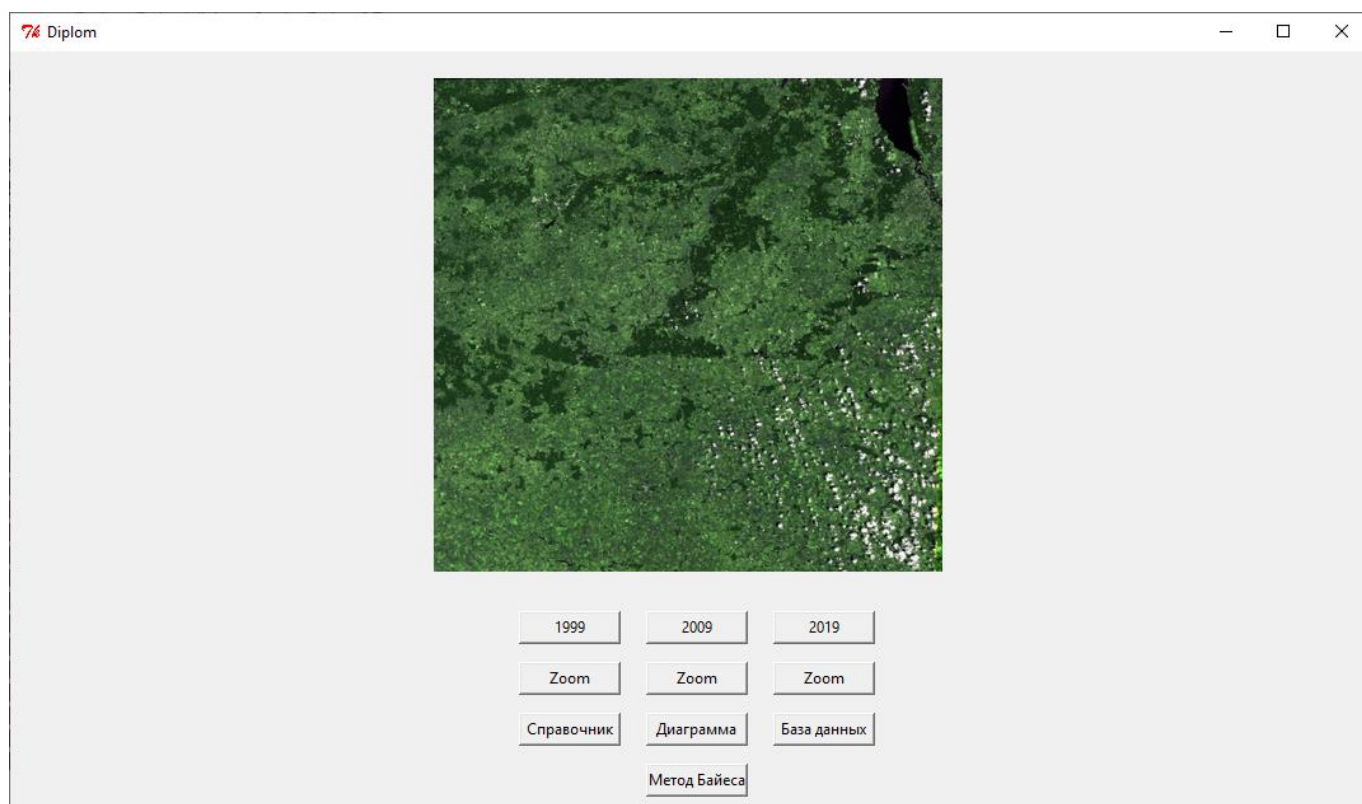 Diplom
1999 2009 2019
Zoom Zoom Zoom
Справочник Диаграмма База данных
Метод Байеса